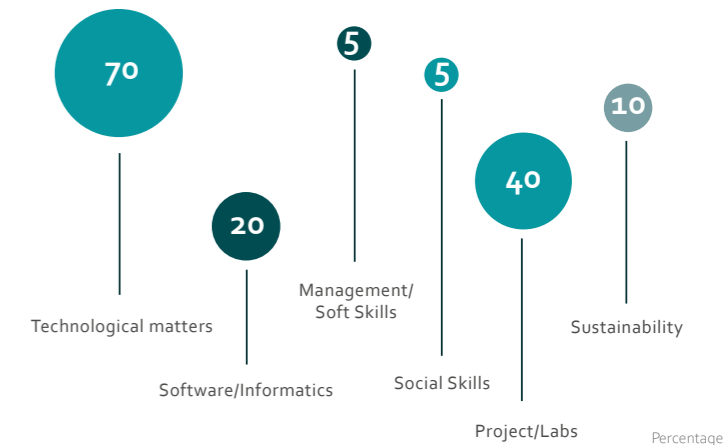 70
5
5
10
40
20
Management/
Soft Skills
Technological matters
Sustainability
Social Skills
Software/Informatics
Project/Labs
Percentage